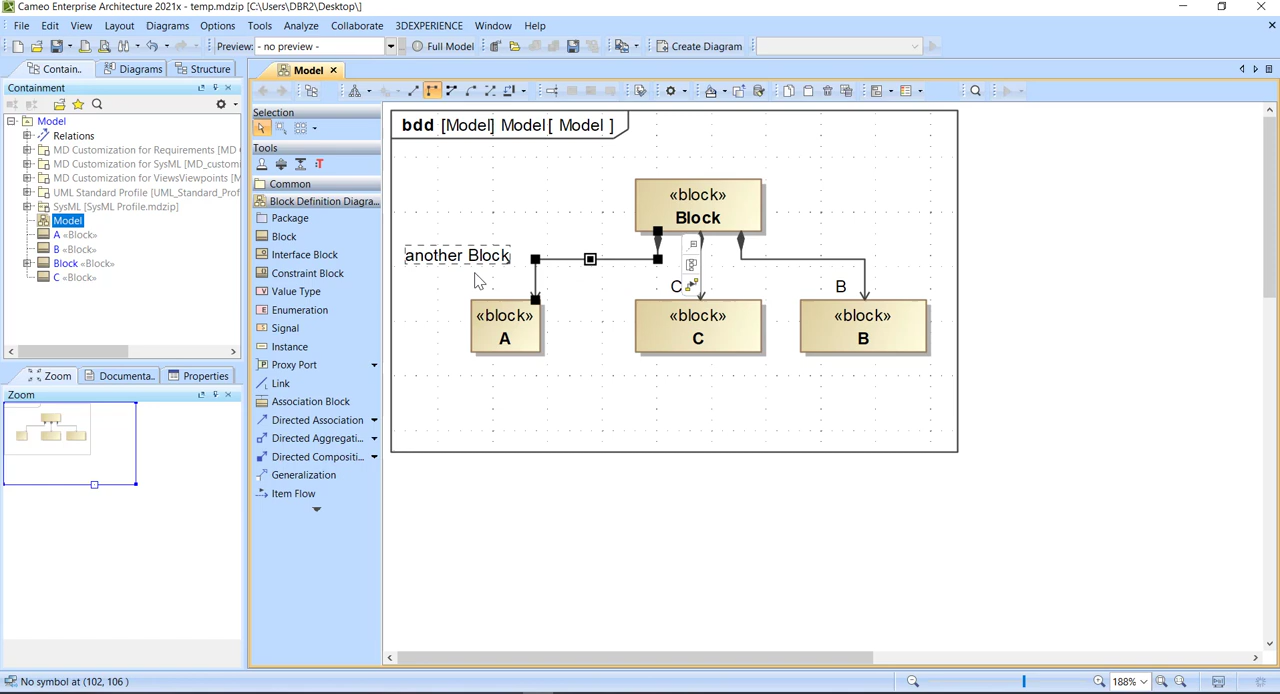 Cameo Enterprise Architecture 2021x - temp.mdzip [C:\Users\DBR2\Desktop\]
File Edit View Layout Diagrams Options Tools Analyze Collaborate 3DEXPERIENCE Window Help
Preview: - no preview - Full Model Create Diagram
Contain.. Diagrams Structure
Model
Containment
Model
Relations
MD Customization for Requirements [MD
MD Customization for SysML [MD_customi
MD Customization for ViewsViewpoints [M
UML Standard Profile [UML_Standard_Prof
SysML [SysML Profile.mdzip]
Model
A «Block»
B «Block»
Block «Block»
C «Block»
Zoom Documenta.. Properties
Zoom
Selection
Tools
Common
Block Definition Diagra...
Package
Block
Interface Block
Constraint Block
Value Type
Enumeration
Signal
Instance
Proxy Port
Link
Association Block
Directed Association
Directed Aggregati...
Directed Compositi...
Generalization
Item Flow
bdd [Model] Model[ Model ]
«block»
Block
another Block
C
B
«block»
A
«block»
C
«block»
B
No symbol at (102, 106 )
188%